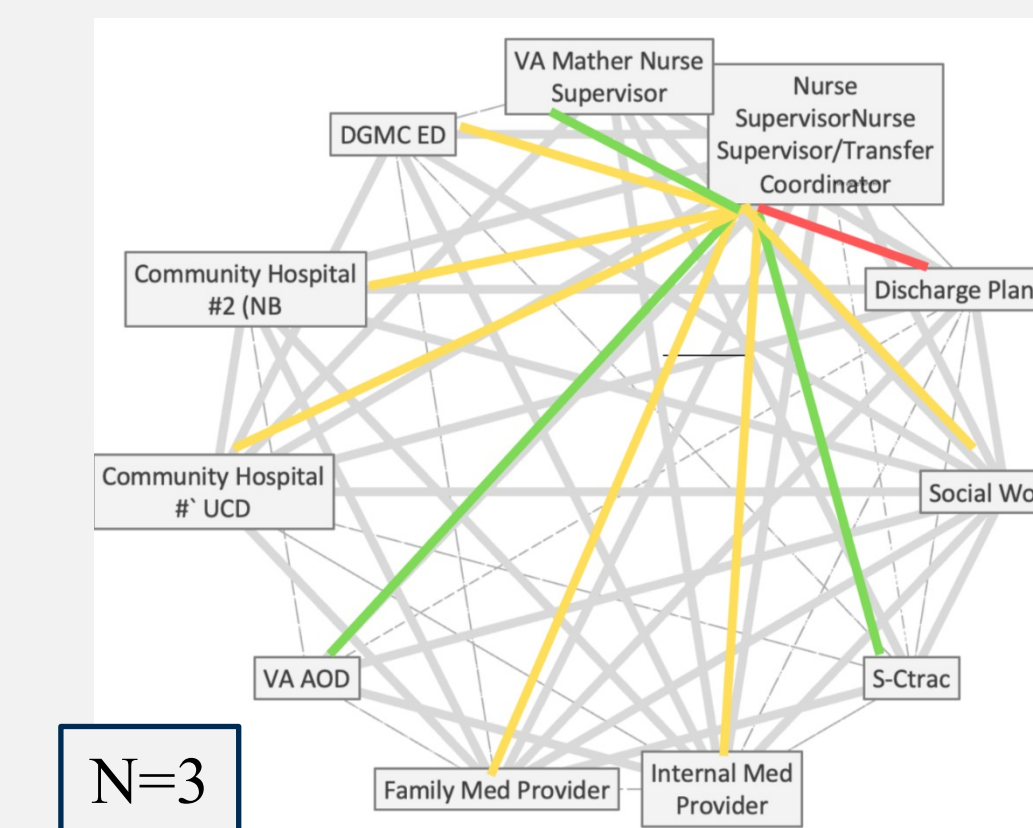 VA Mather Nurse
Supervisor
Nurse
SupervisorNurse
Supervisor/Transfer
Coordinator
DGMC ED
Community Hospital
#2 (NB
Discharge Plan
Community Hospital
#` UCD
Social Wo
VA AOD
S-Ctrac
Family Med Provider
Internal Med
Provider
N=3